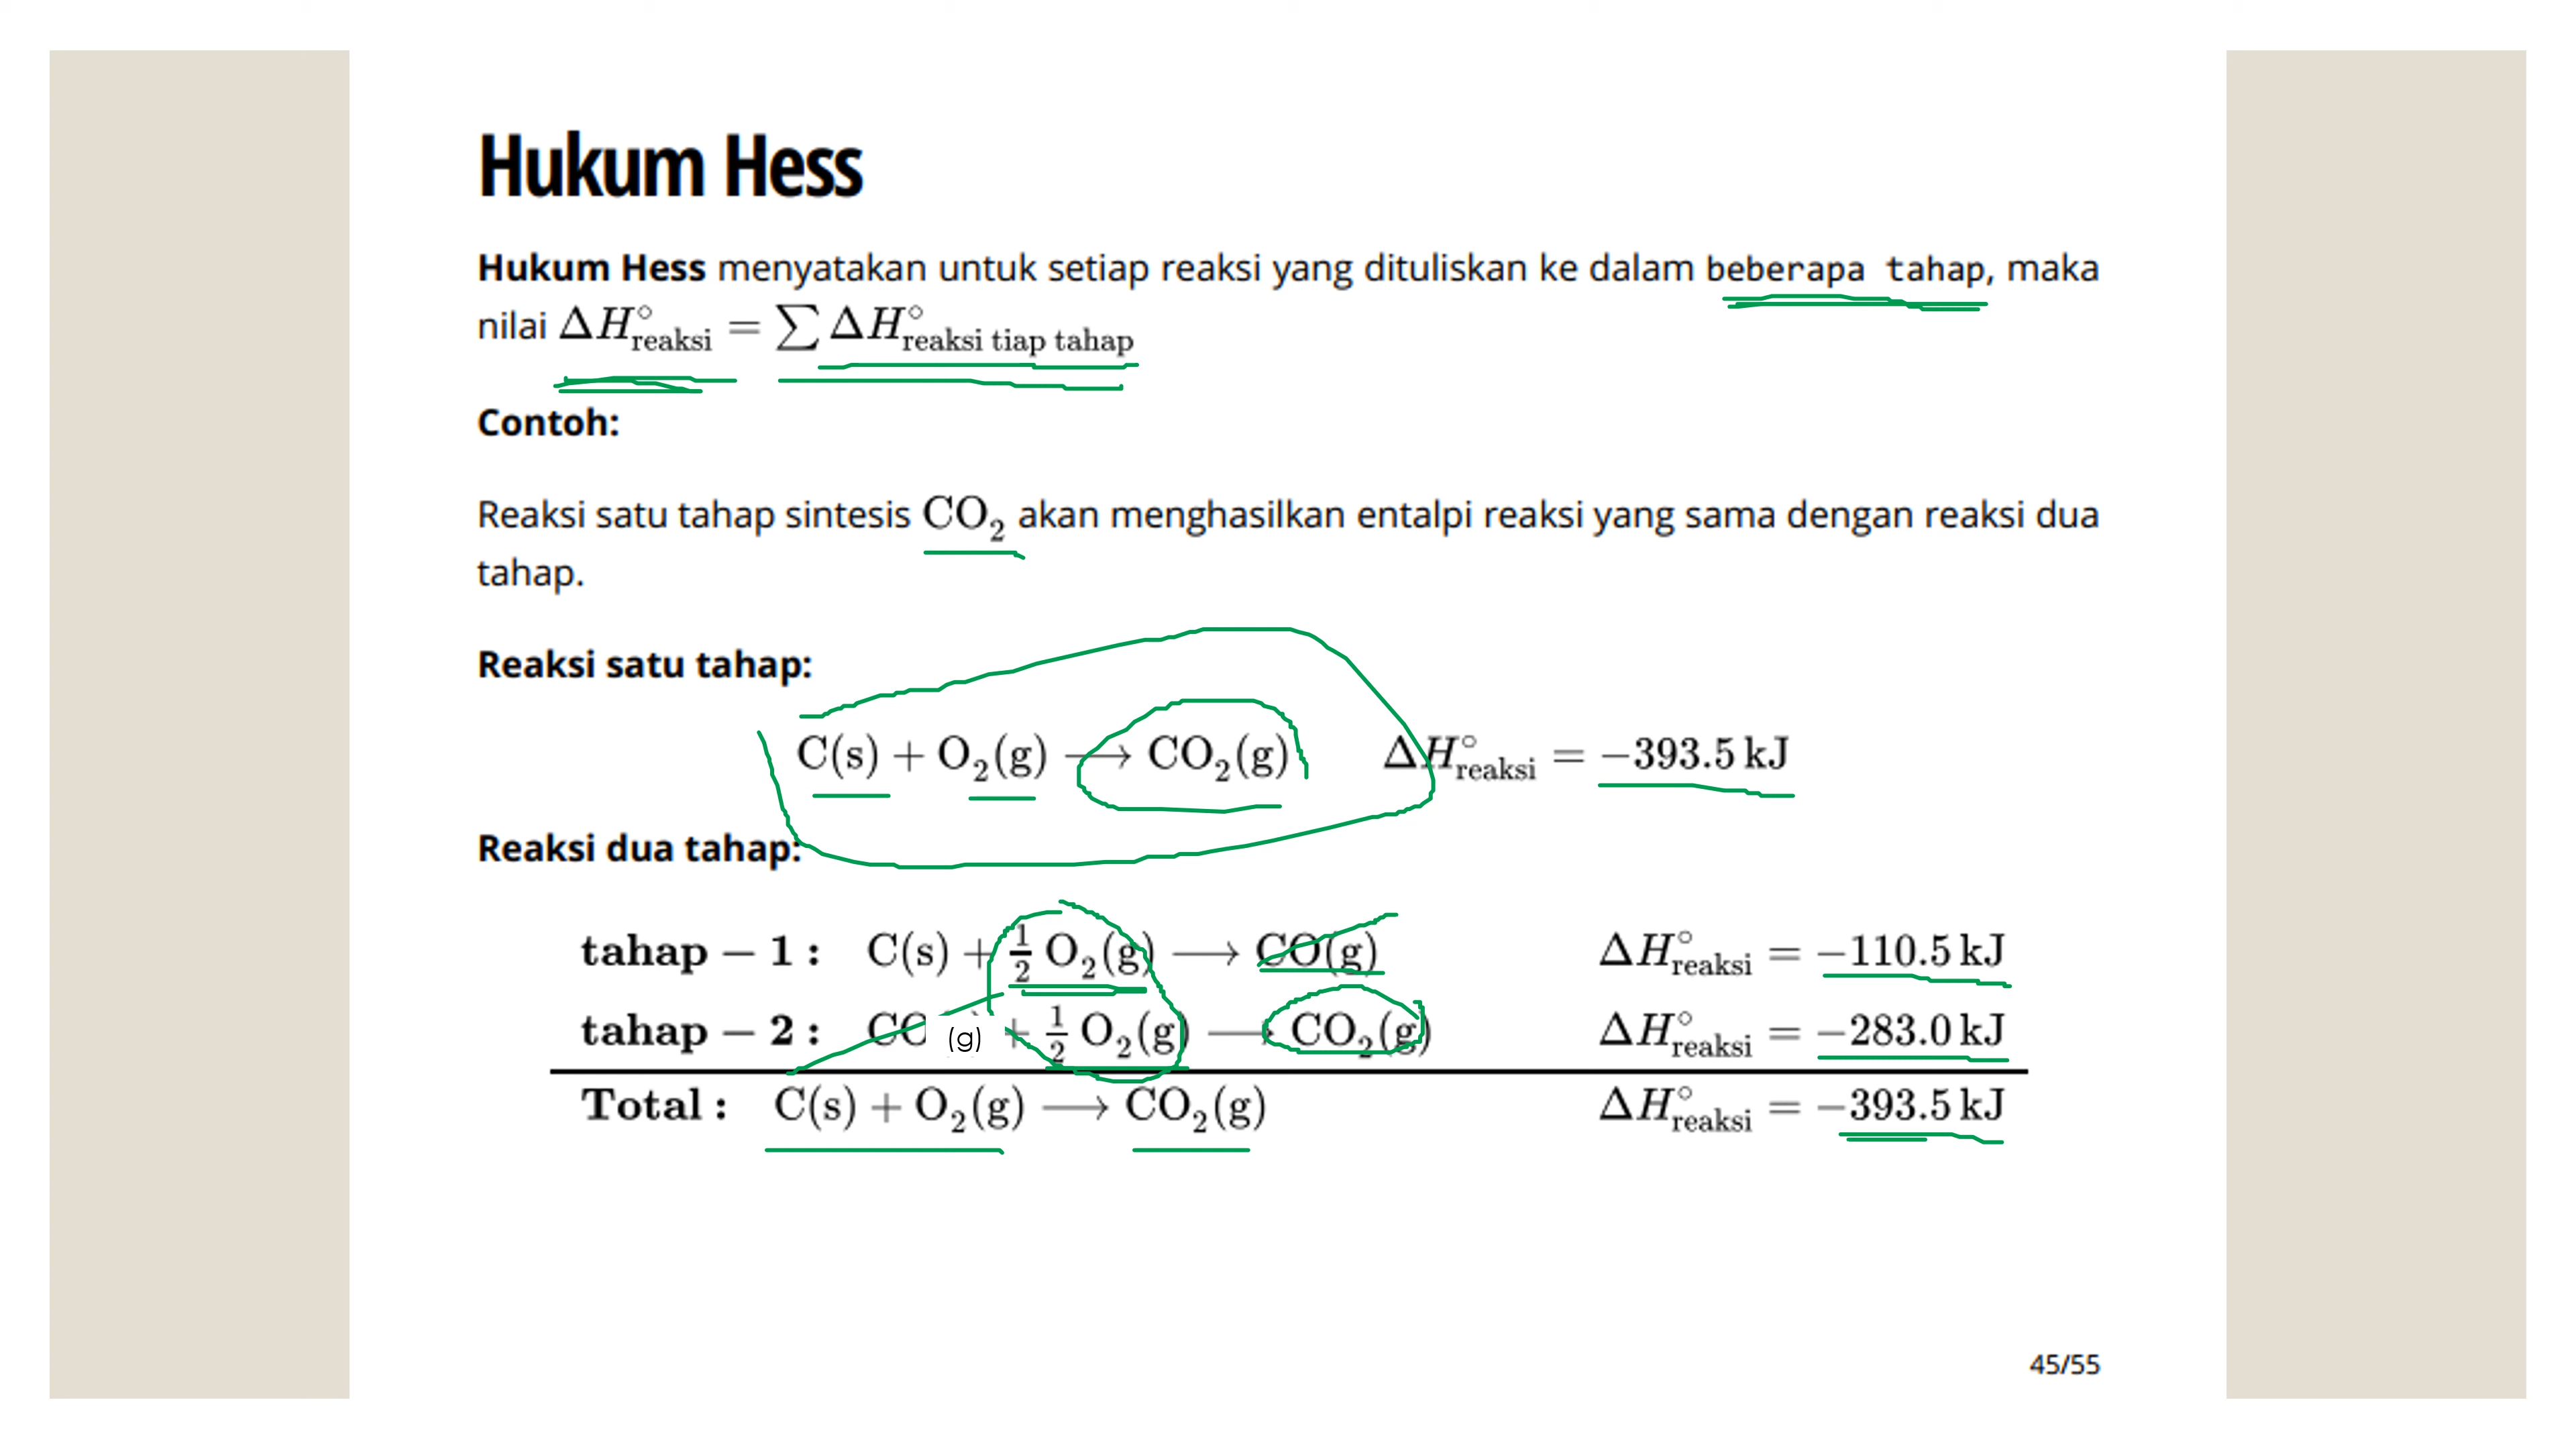 Hukum Hess
Hukum Hess menyatakan untuk setiap reaksi yang dituliskan ke dalam beberapa tahap, maka
nilai ΔH°reaksi = ∑ ΔH°reaksi tiap tahap
Contoh:
Reaksi satu tahap sintesis CO₂ akan menghasilkan entalpi reaksi yang sama dengan reaksi dua
tahap.
Reaksi satu tahap:
C(s) + O₂(g) ⟶ CO₂(g) ΔH°reaksi = −393.5 kJ
Reaksi dua tahap:
tahap − 1 : C(s) + ½ O₂(g) ⟶ CO(g) ΔH°reaksi = −110.5 kJ
tahap − 2 : CO (g) + ½ O₂(g) ⟶ CO₂(g) ΔH°reaksi = −283.0 kJ
Total : C(s) + O₂(g) ⟶ CO₂(g) ΔH°reaksi = −393.5 kJ
45/55